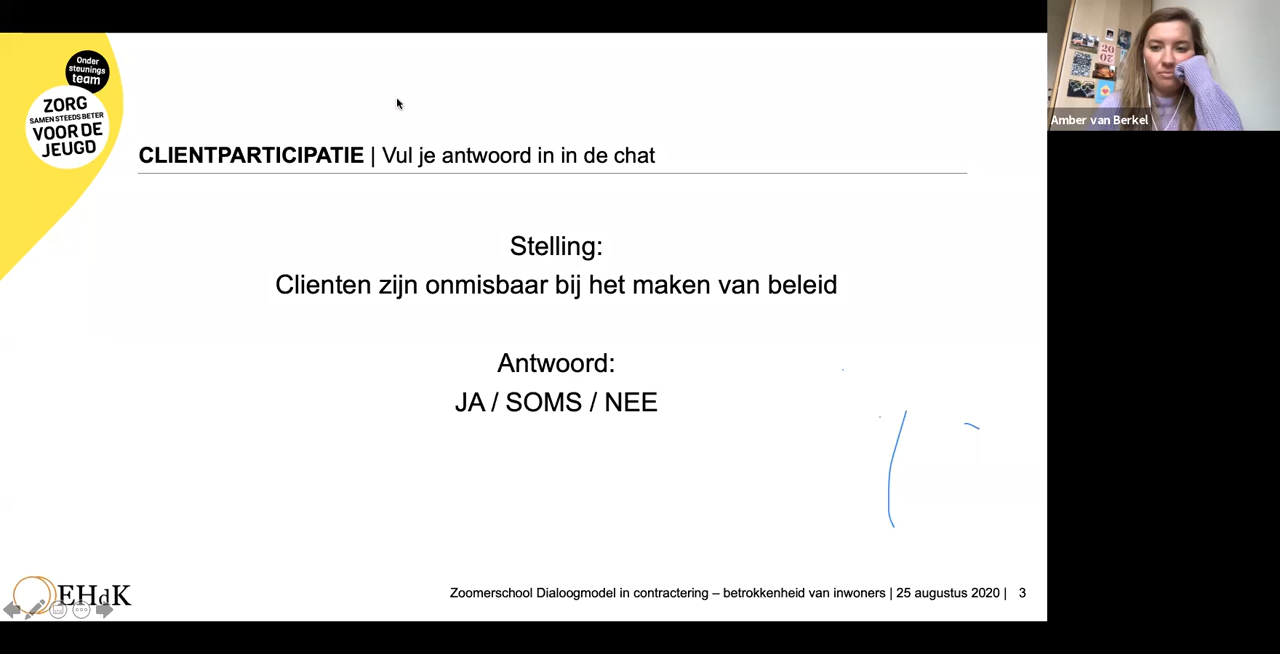 Onder
steunings
team
ZORG
SAMEN STEEDS BETER
VOOR DE
JEUGD
CLIENTPARTICIPATIE | Vul je antwoord in in de chat
Stelling:
Clienten zijn onmisbaar bij het maken van beleid
Antwoord:
JA / SOMS / NEE
EHdK
Zoomerschool Dialoogmodel in contractering – betrokkenheid van inwoners | 25 augustus 2020 | 3
20
Amber van Berkel